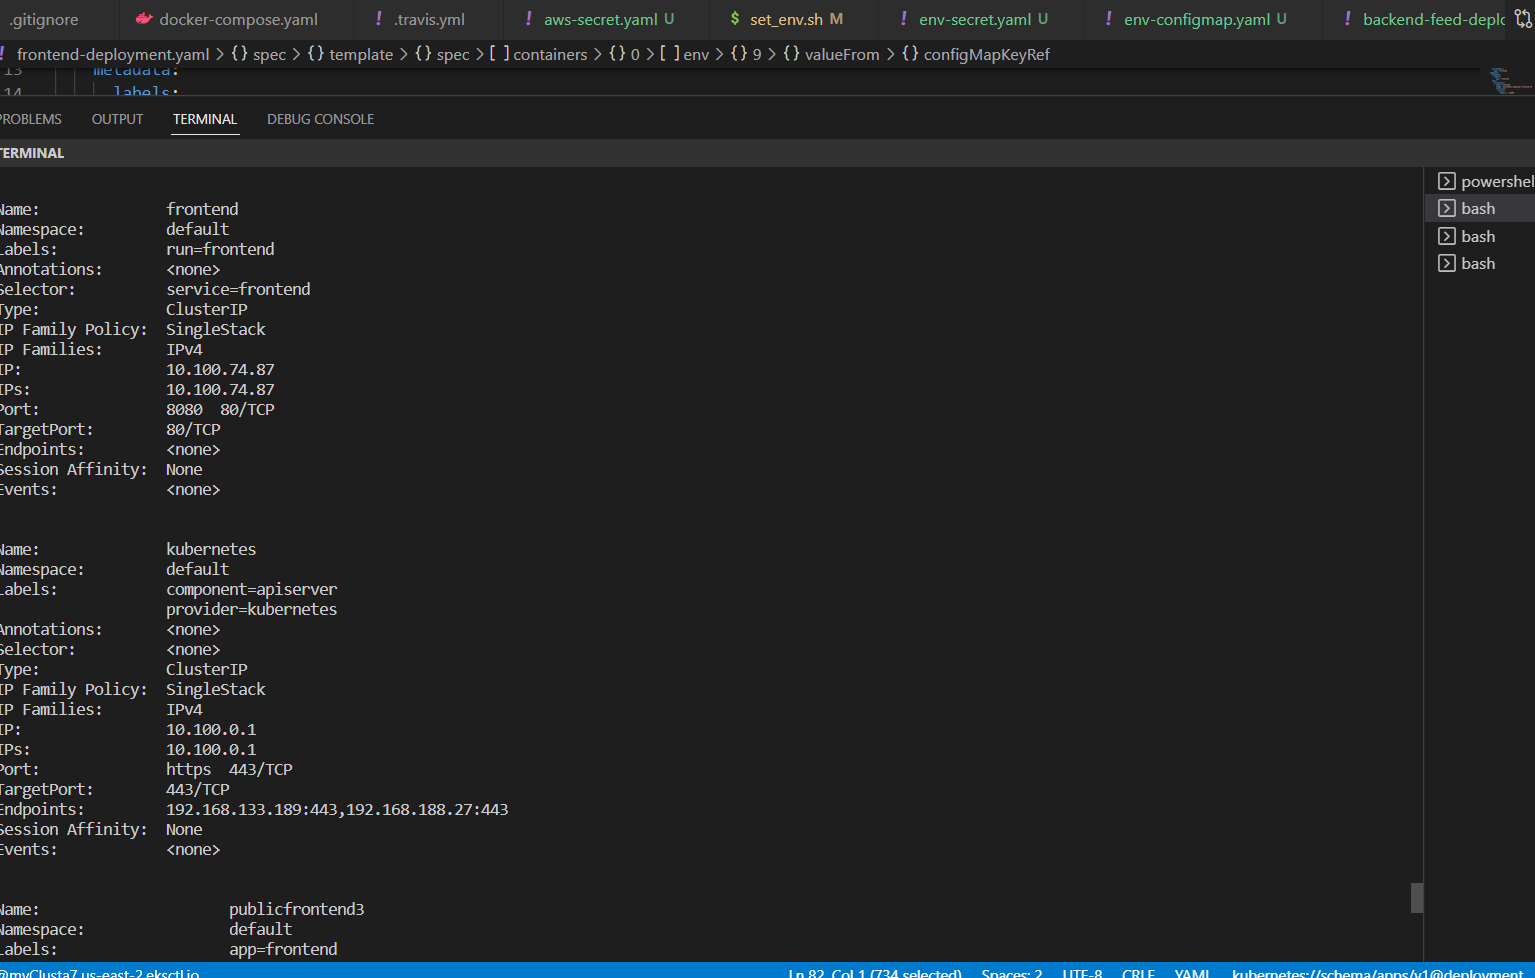 .gitignore docker-compose.yaml ! .travis.yml ! aws-secret.yaml U $ set_env.sh M ! env-secret.yaml U ! env-configmap.yaml U ! backend-feed-deplo
! frontend-deployment.yaml > {} spec > {} template > {} spec > [ ] containers > {} 0 > [ ] env > {} 9 > {} valueFrom > {} configMapKeyRef
13 metadata:
14 labels:
PROBLEMS OUTPUT TERMINAL DEBUG CONSOLE
TERMINAL
powershel
bash
bash
bash
Name: frontend
Namespace: default
Labels: run=frontend
Annotations: <none>
Selector: service=frontend
Type: ClusterIP
IP Family Policy: SingleStack
IP Families: IPv4
IP: 10.100.74.87
IPs: 10.100.74.87
Port: 8080 80/TCP
TargetPort: 80/TCP
Endpoints: <none>
Session Affinity: None
Events: <none>
Name: kubernetes
Namespace: default
Labels: component=apiserver
provider=kubernetes
Annotations: <none>
Selector: <none>
Type: ClusterIP
IP Family Policy: SingleStack
IP Families: IPv4
IP: 10.100.0.1
IPs: 10.100.0.1
Port: https 443/TCP
TargetPort: 443/TCP
Endpoints: 192.168.133.189:443,192.168.188.27:443
Session Affinity: None
Events: <none>
Name: publicfrontend3
Namespace: default
Labels: app=frontend
@myClusta7.us-east-2.eksctl.io Ln 82, Col 1 (734 selected) Spaces: 2 UTF-8 CRLF YAML kubernetes://schema/apps/v1@deployment